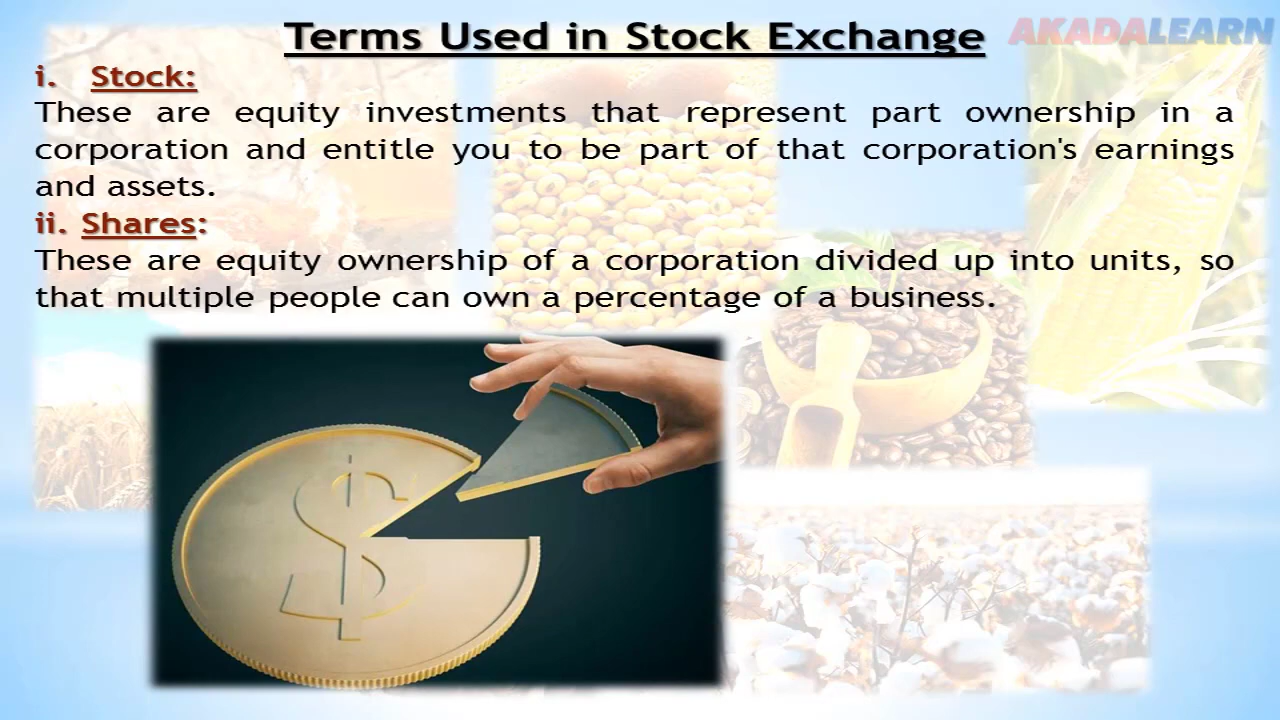 Terms Used in Stock Exchange
AKADALEARN
i. Stock:
These are equity investments that represent part ownership in a
corporation and entitle you to be part of that corporation's earnings
and assets.
ii. Shares:
These are equity ownership of a corporation divided up into units, so
that multiple people can own a percentage of a business.
$